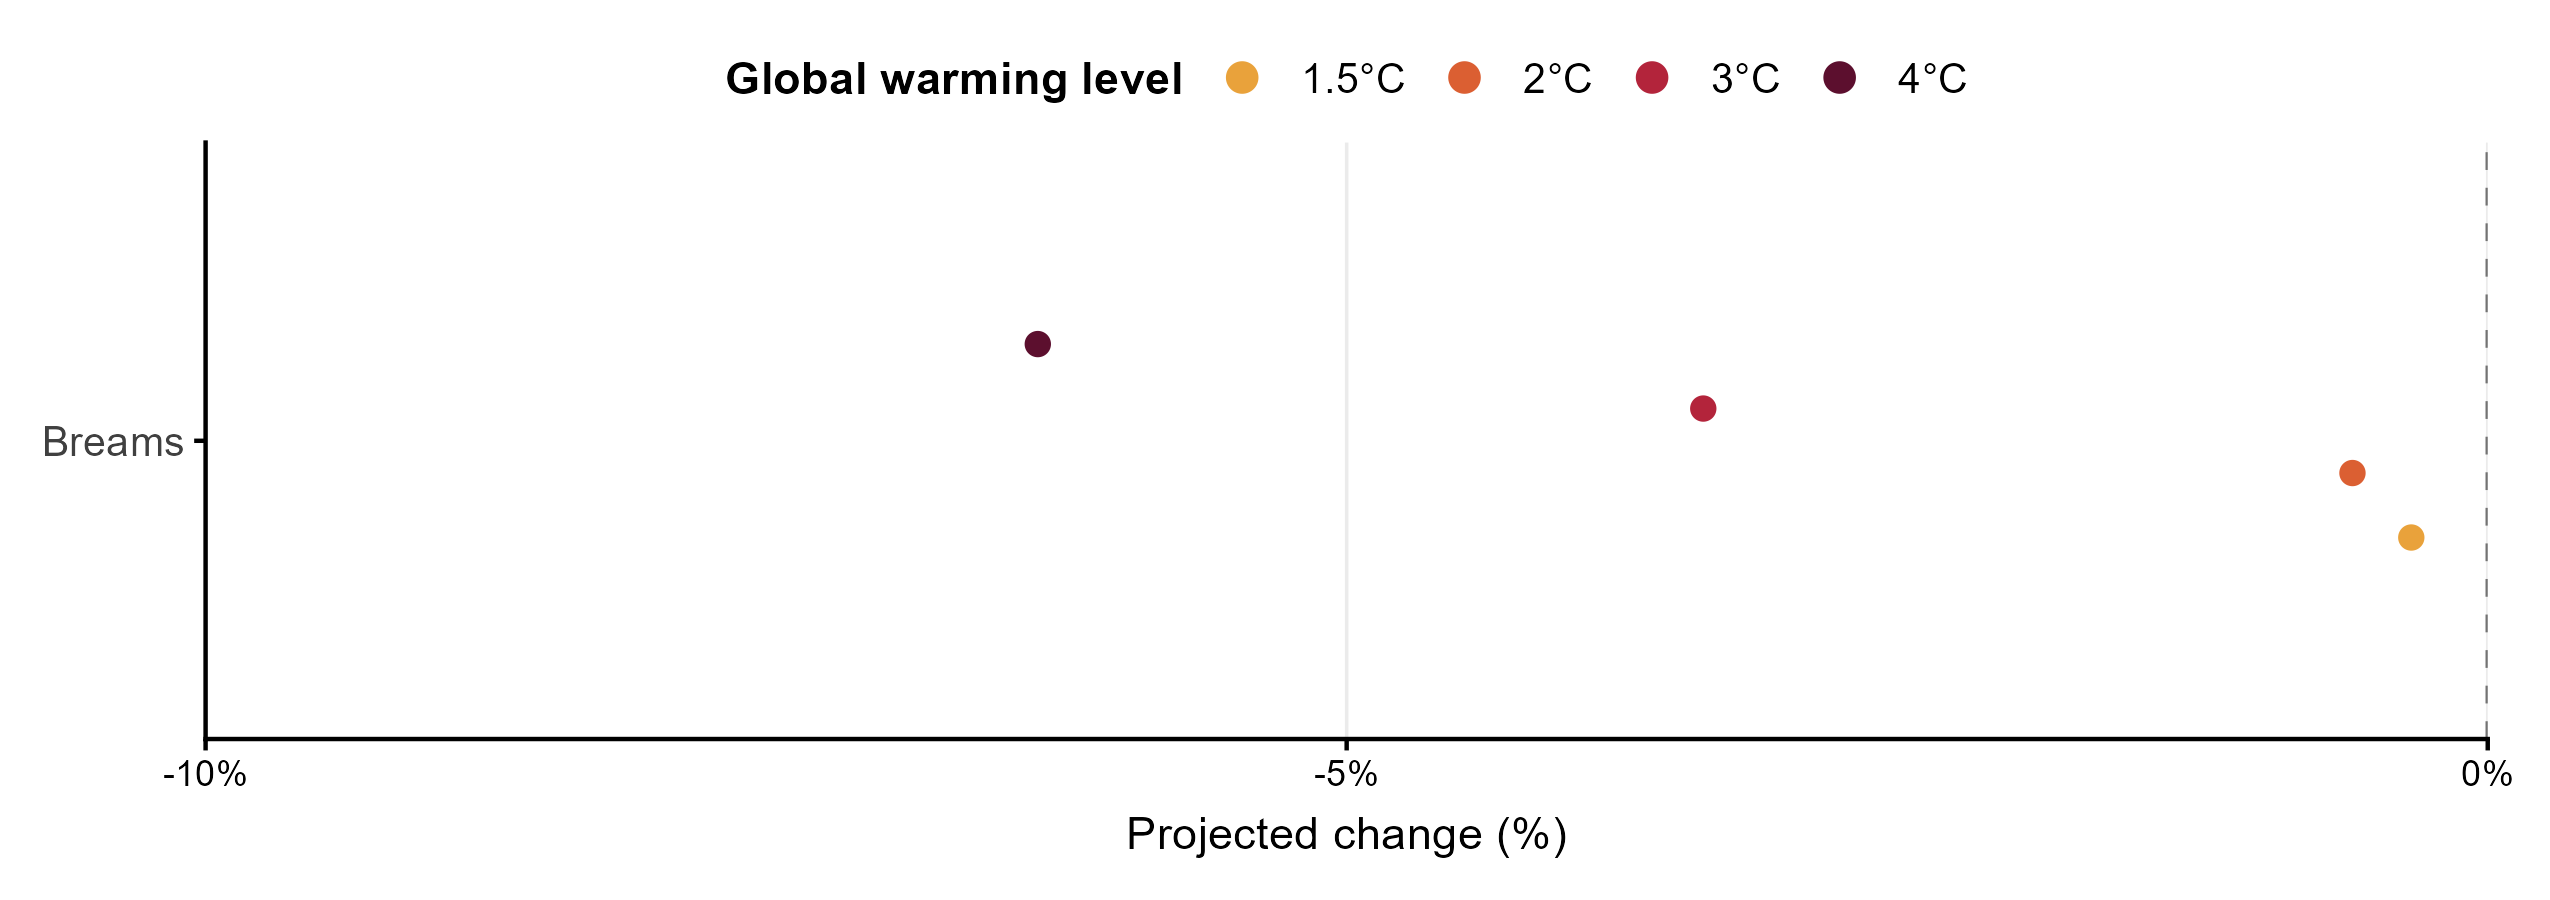 Global warming level 1.5°C 2°C 3°C 4°C
Breams
-10% -5% 0%
Projected change (%)